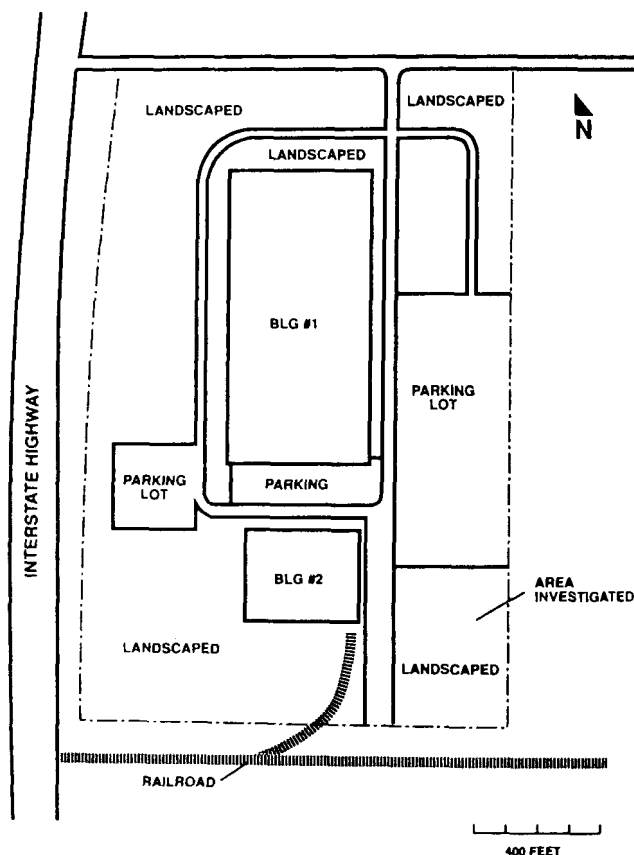 LANDSCAPED
LANDSCAPED
N
LANDSCAPED
BLG #1
PARKING
LOT
INTERSTATE HIGHWAY
PARKING
LOT
PARKING
BLG #2
AREA
INVESTIGATED
LANDSCAPED
LANDSCAPED
RAILROAD
400 FEET